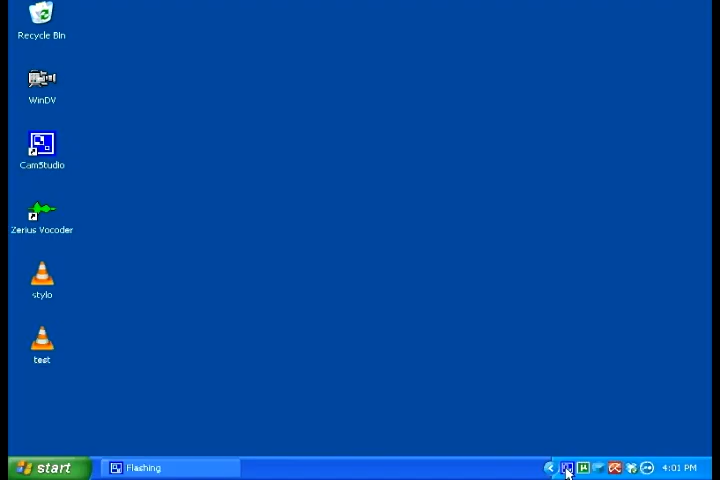 Recycle Bin
WinDV
CamStudio
Zerius Vocoder
stylo
test
start
Flashing
4:01 PM